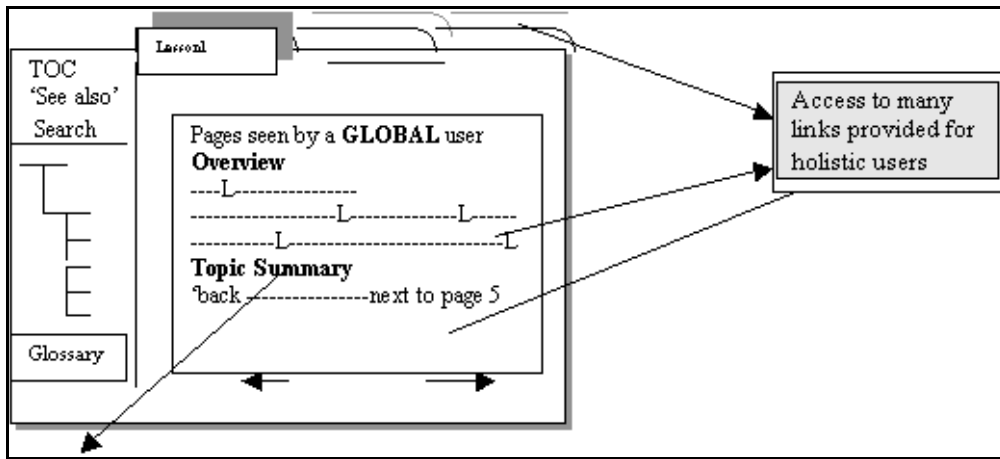 Lesson1
TOC
‘See also’
Search
Glossary
Pages seen by a GLOBAL user
Overview
----L----------------
-------------------L---------------L------
-----------L-----------------------------L
Topic Summary
‘back ----------------next to page 5
Access to many
links provided for
holistic users